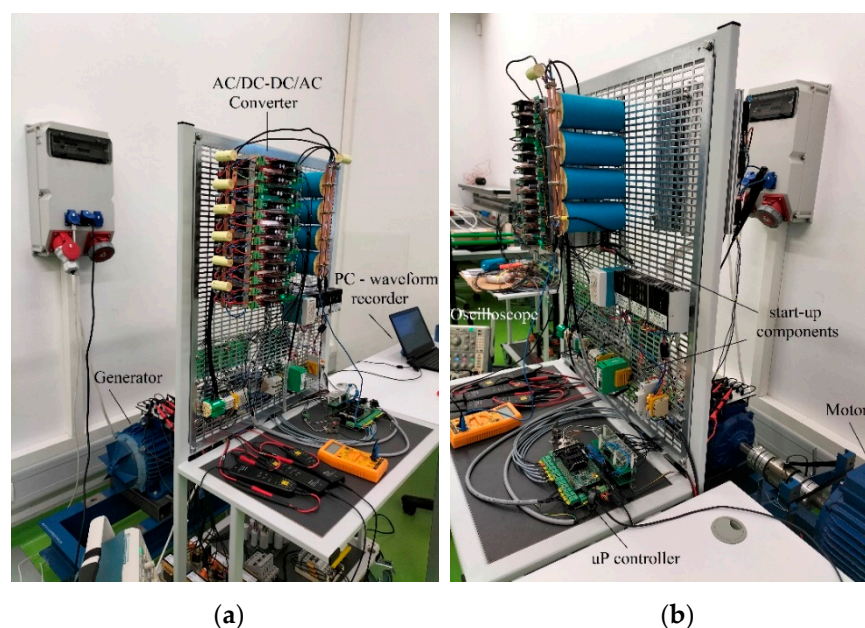 AC/DC-DC/AC
Converter
PC - waveform
recorder
Generator
Oscilloscope
start-up
components
Motor
uP controller
(a)
(b)